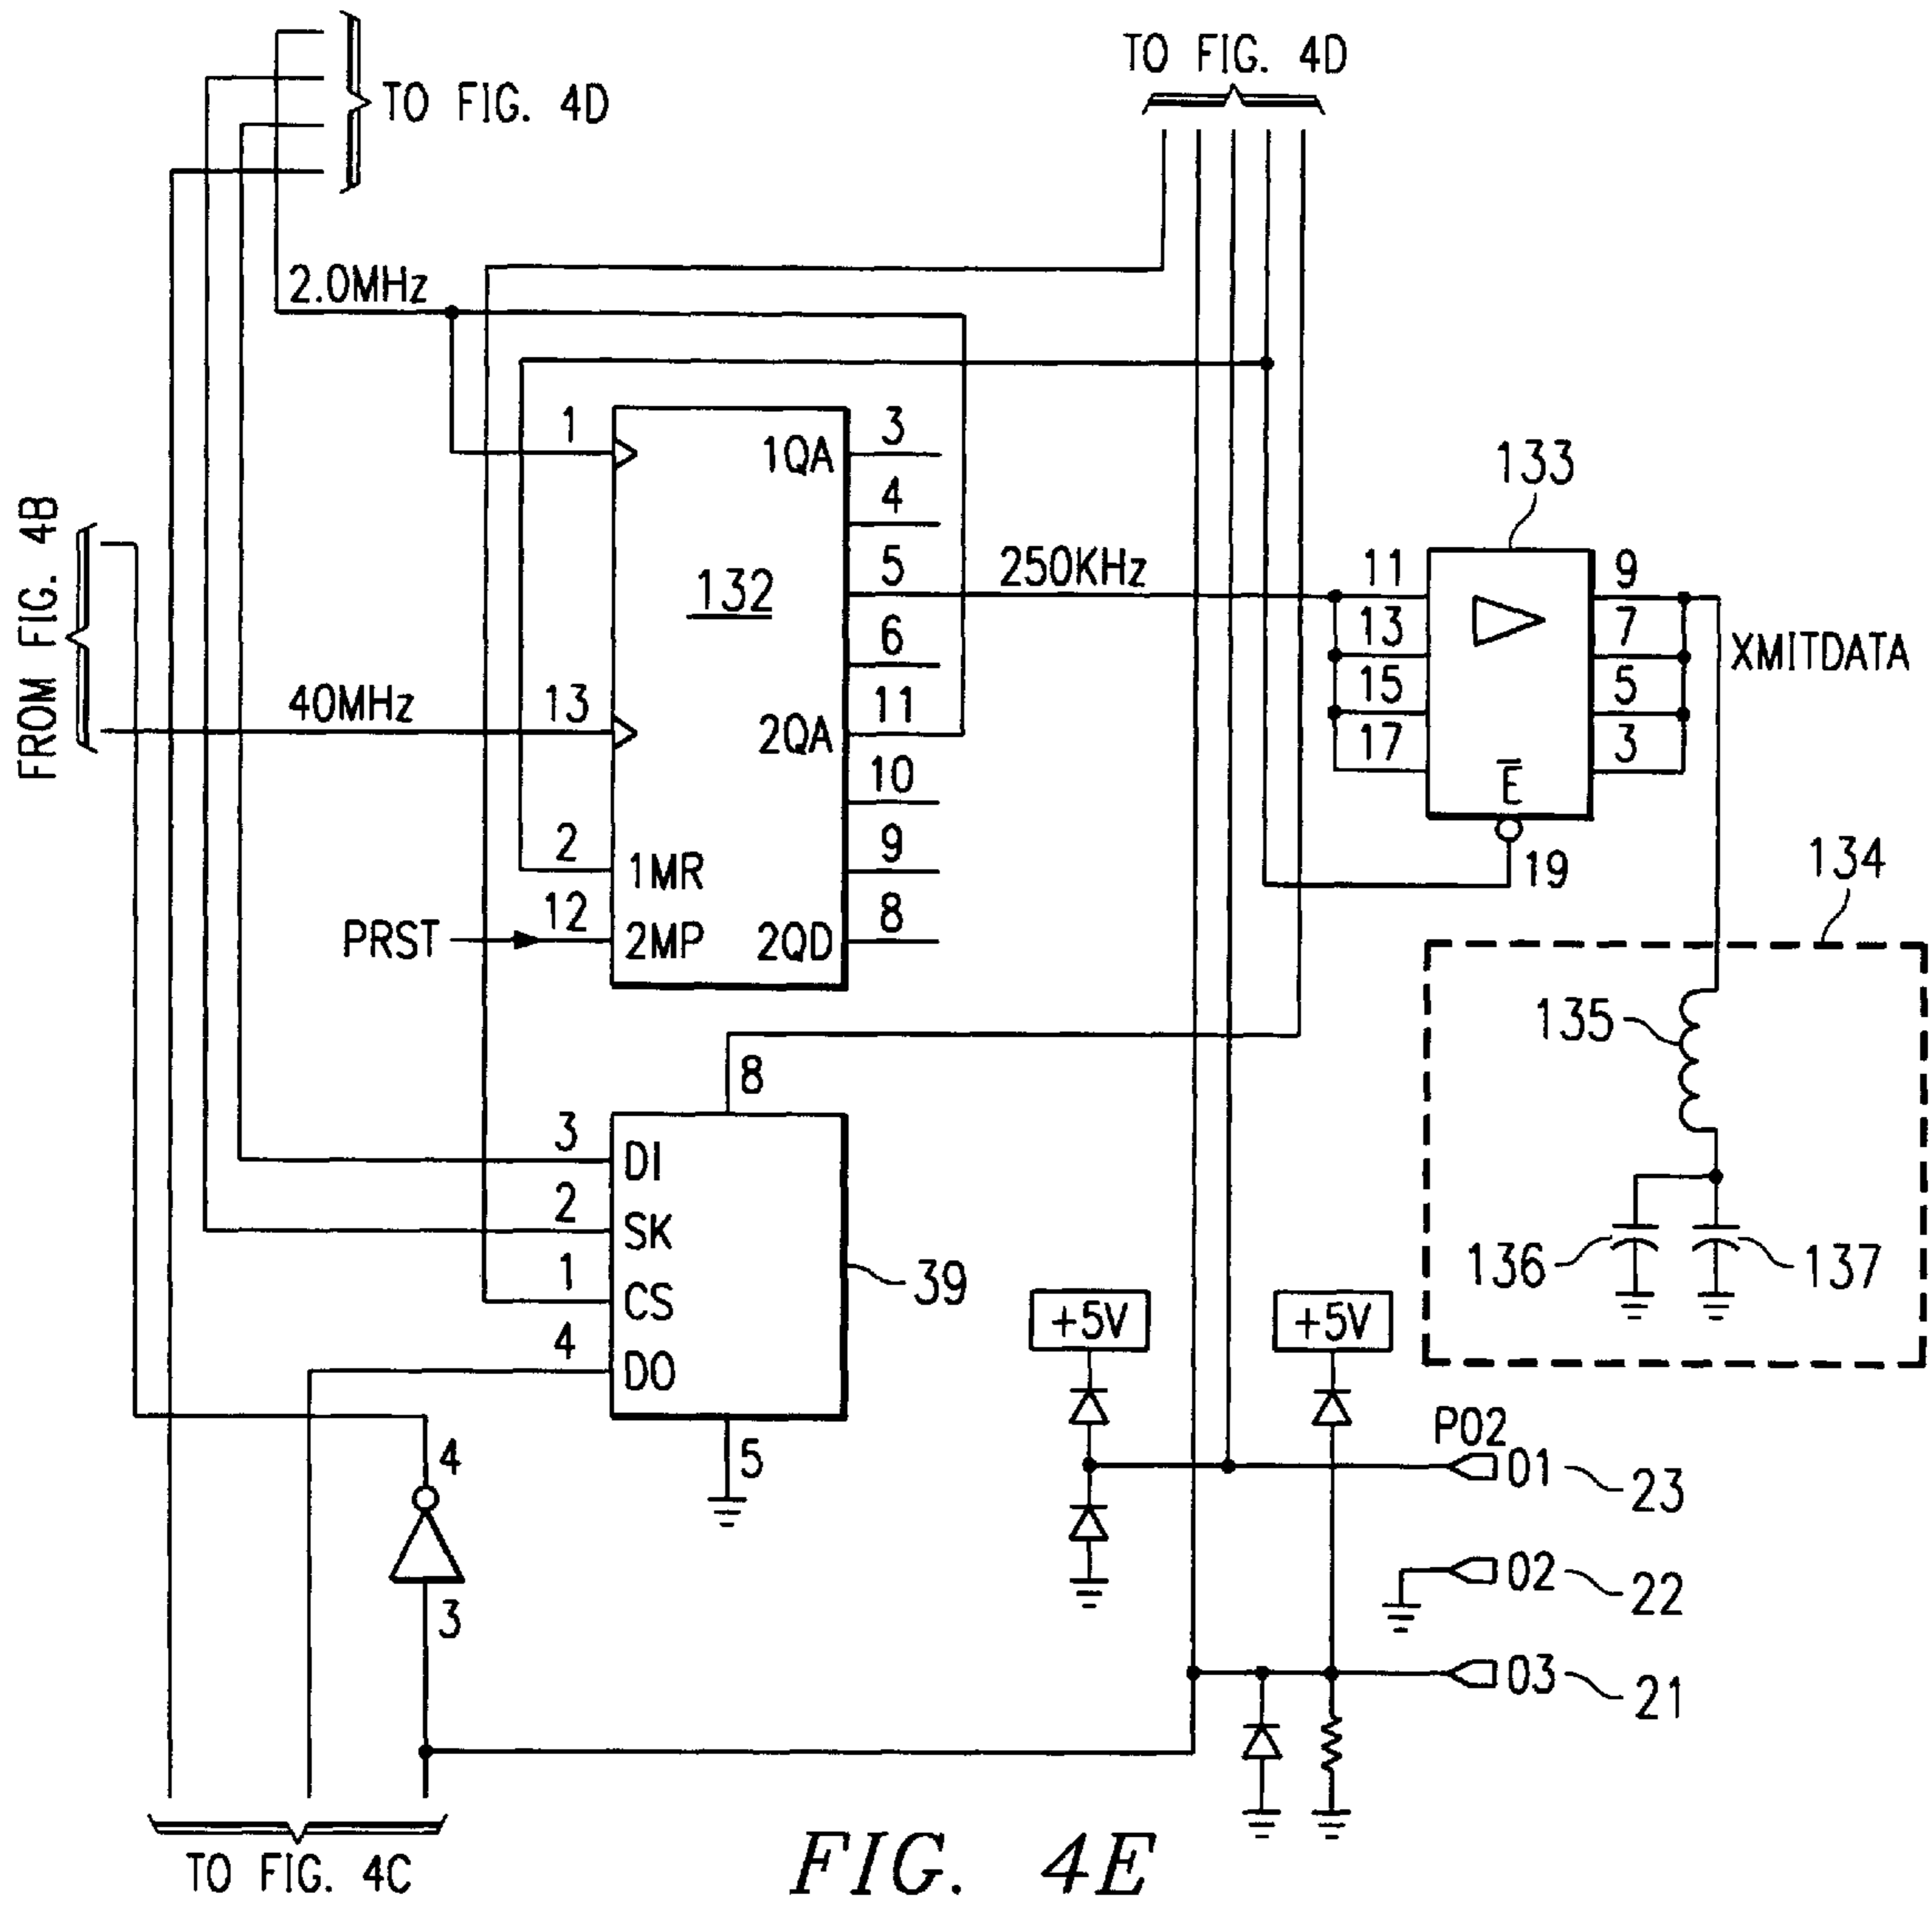 TO FIG. 4D
TO FIG. 4D
2.0MHz
FROM FIG. 4B
40MHz
1
13
2
12
PRST
1QA
132
2QA
1MR
2MP
2QD
3
4
5
6
11
10
9
8
250KHz
133
11
13
15
17
E̅
9
7
5
3
19
XMITDATA
134
135
136
137
8
3
2
1
4
DI
SK
CS
DO
39
5
4
3
+5V
+5V
P02
01
23
02
22
03
21
TO FIG. 4C
FIG. 4E